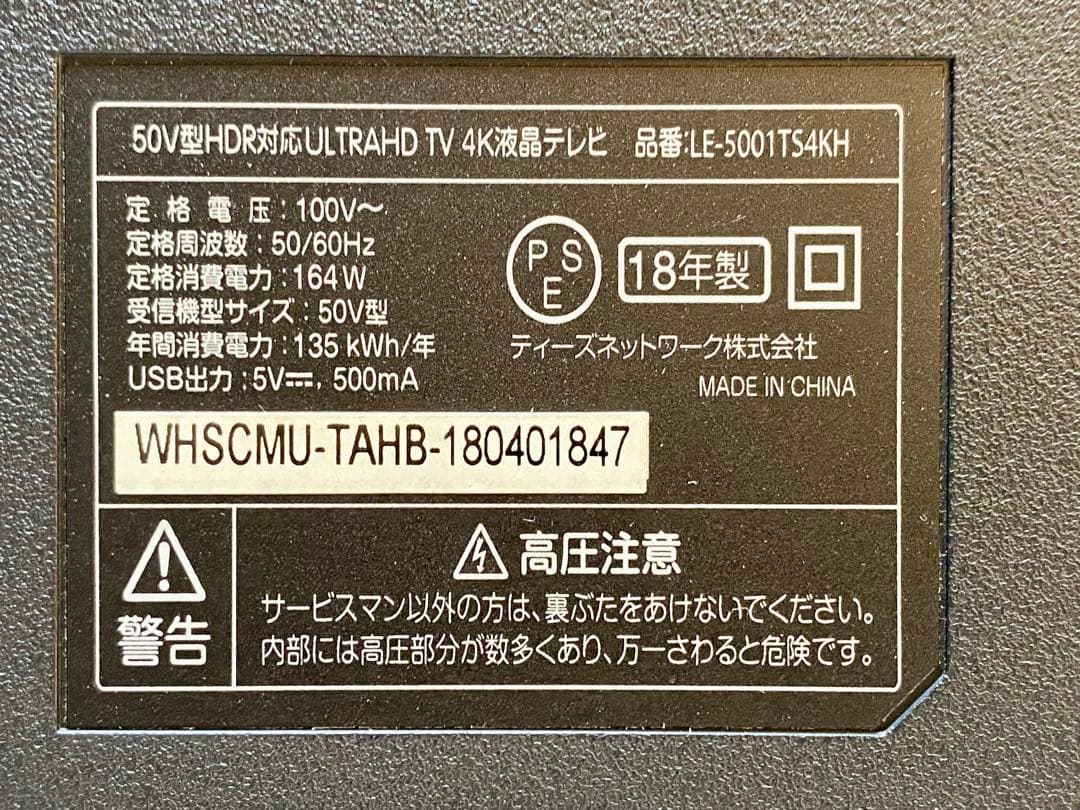 50V型HDR対応ULTRAHD TV 4K液晶テレビ 品番:LE-5001TS4KH
定格電圧:100V～
定格周波数:50/60Hz
定格消費電力:164W
受信機型サイズ:50V型
年間消費電力:135 kWh/年
USB出力:5V⎓, 500mA
PSE
18年製
ティーズネットワーク株式会社
MADE IN CHINA
WHSCMU-TAHB-180401847
警告
高圧注意
サービスマン以外の方は、裏ぶたをあけないでください。
内部には高圧部分が数多くあり、万一さわると危険です。